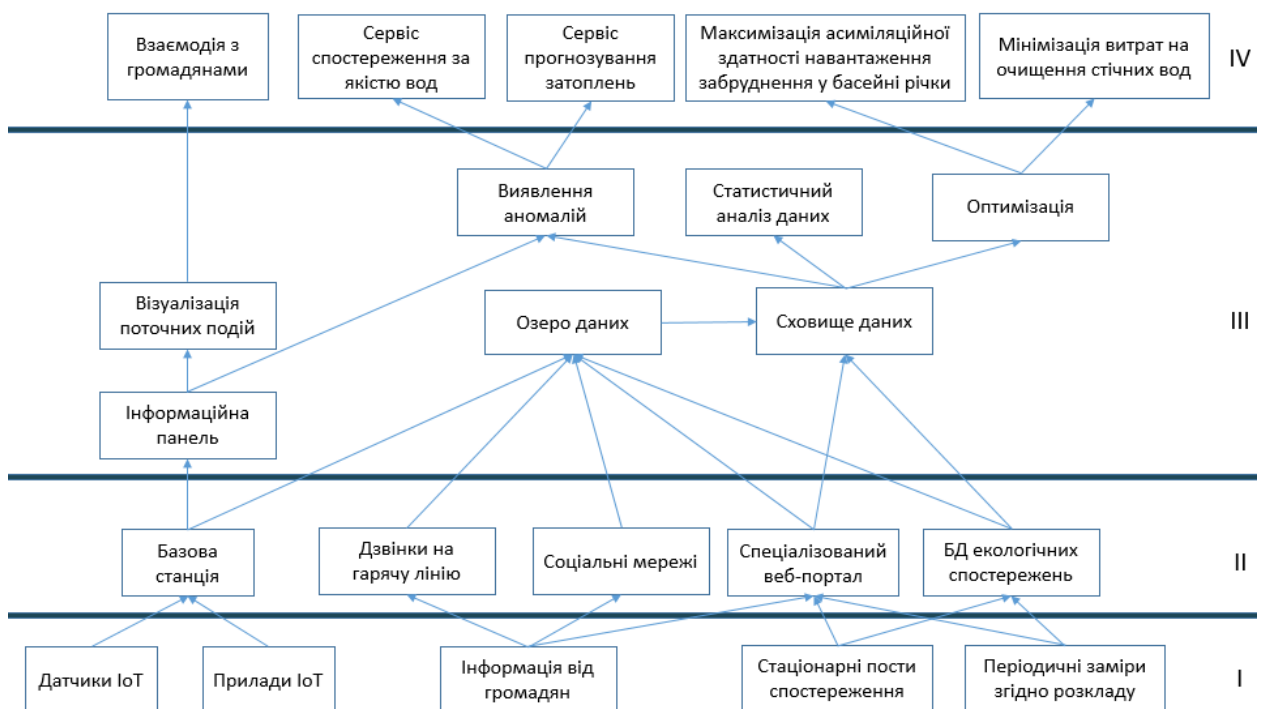 Взаємодія з
громадянами
Сервіс
спостереження за
якістю вод
Сервіс
прогнозування
затоплень
Максимізація асиміляційної
здатності навантаження
забруднення у басейні річки
Мінімізація витрат на
очищення стічних вод
IV
Виявлення
аномалій
Статистичний
аналіз даних
Оптимізація
Візуалізація
поточних подій
Озеро даних
Сховище даних
III
Інформаційна
панель
Базова
станція
Дзвінки на
гарячу лінію
Соціальні мережі
Спеціалізований
веб-портал
БД екологічних
спостережень
II
Датчики IoT
Прилади IoT
Інформація від
громадян
Стаціонарні пости
спостереження
Періодичні заміри
згідно розкладу
I